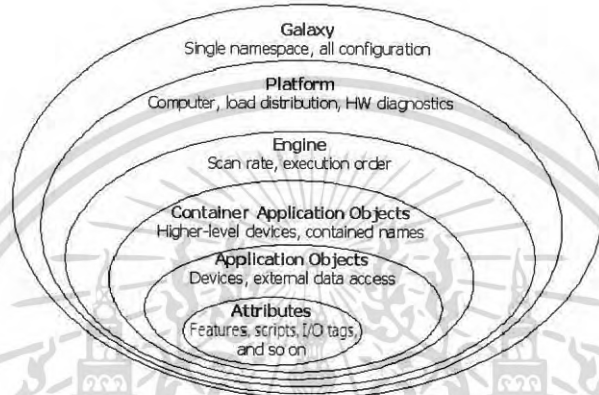 Galaxy
Single namespace, all configuration
Platform
Computer, load distribution, HW diagnostics
Engine
Scan rate, execution order
Container Application Objects
Higher-level devices, contained names
Application Objects
Devices, external data access
Attributes
Features, scripts, I/O tags,
and so on